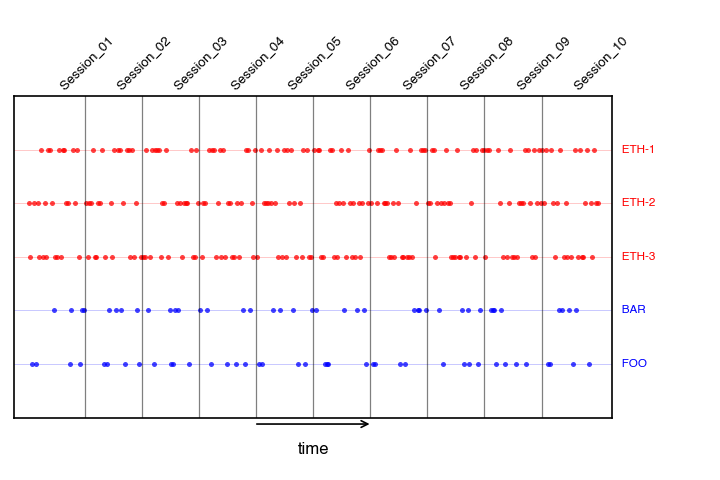 Session_01
Session_02
Session_03
Session_04
Session_05
Session_06
Session_07
Session_08
Session_09
Session_10
ETH-1
ETH-2
ETH-3
BAR
FOO
time